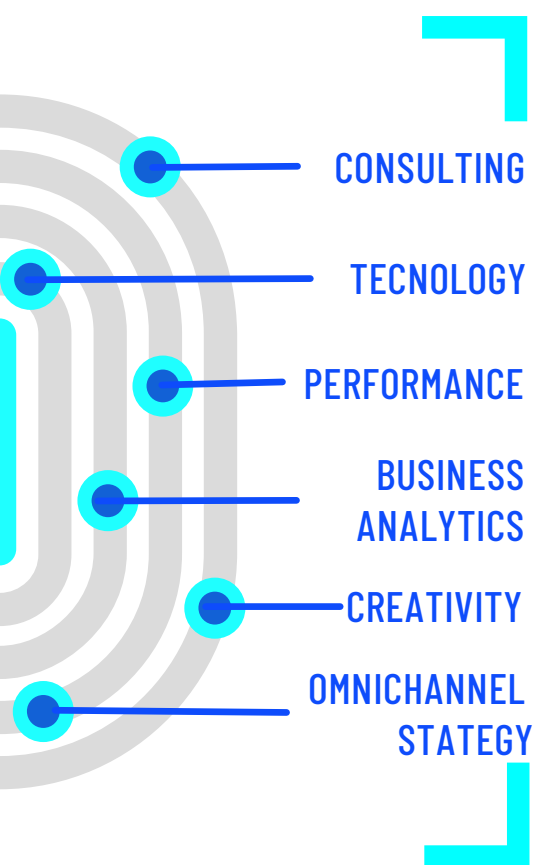 CONSULTING
TECNOLOGY
PERFORMANCE
BUSINESS
ANALYTICS
CREATIVITY
OMNICHANNEL
STATEGY